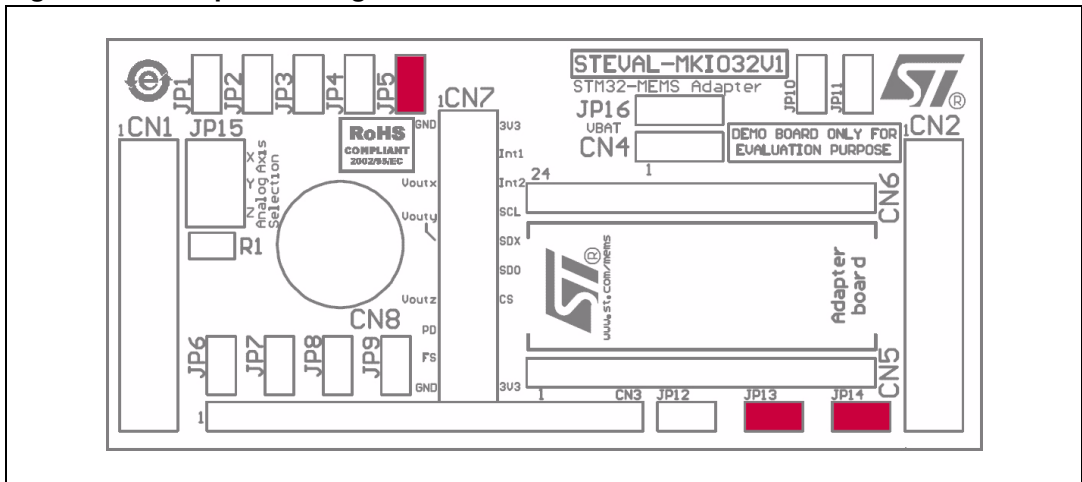 JP1
JP2
JP3
JP4
JP5
STEVAL-MKI032V1
STM32-MEMS Adapter
JP10
JP11
ST®
1CN1
JP15
X
Y
Z
Analog Axis
Selection
R1
RoHS
COMPLIANT
2002/95/EC
1CN7
GND
Voutx
Vouty
Voutz
PD
FS
GND
3V3
Int1
Int2
SCL
SDX
SDO
CS
3V3
JP16
VBAT
CN4
1
DEMO BOARD ONLY FOR
EVALUATION PURPOSE
1CN2
24
CN6
ST®
www.st.com/mems
Adapter
board
CN8
JP6
JP7
JP8
JP9
CN5
1
1
CN3
JP12
JP13
JP14